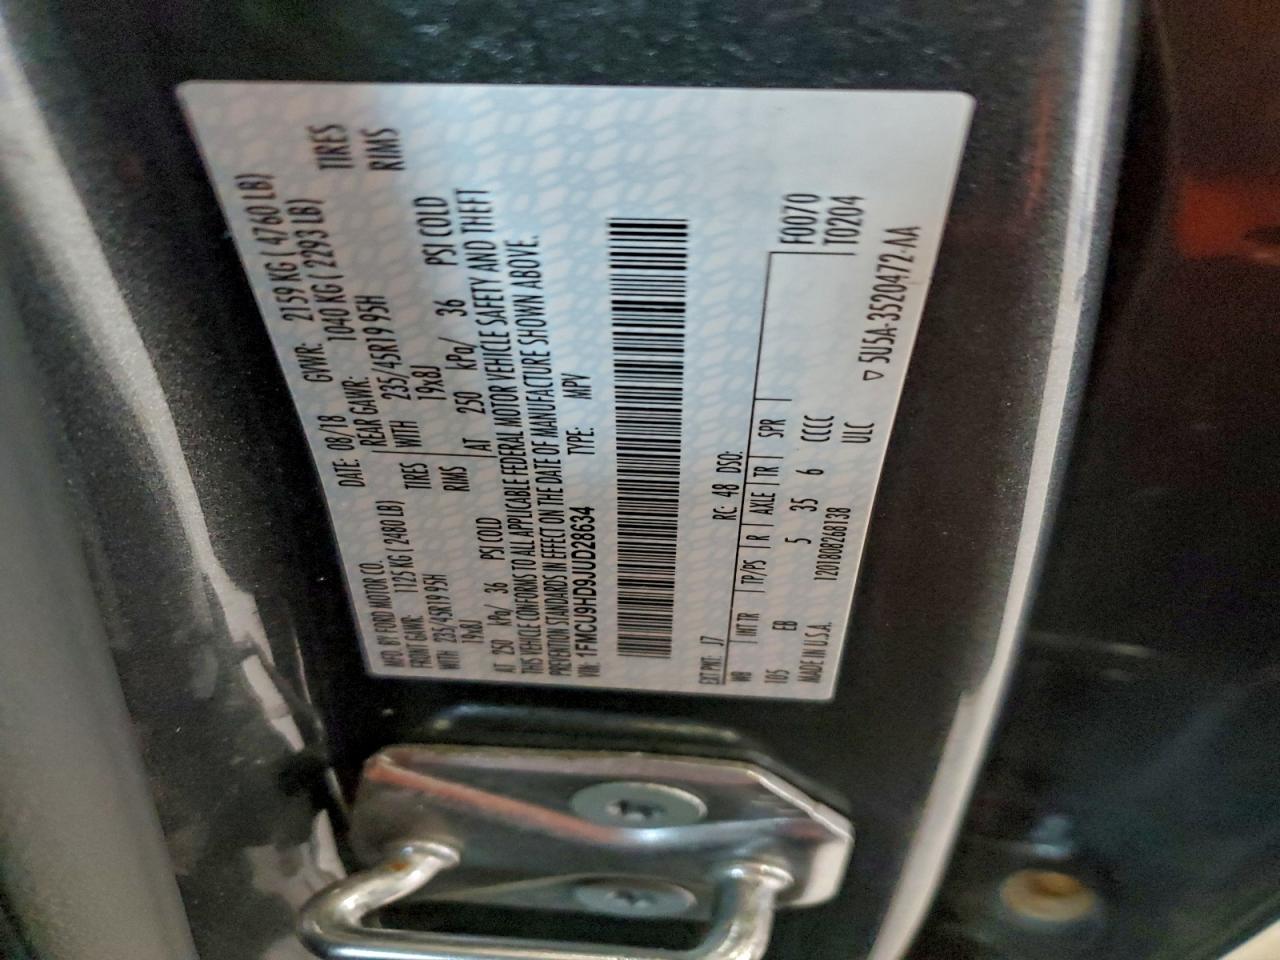 MFD. BY FORD MOTOR CO. DATE: 08/18 GVWR: 2159 KG ( 4760 LB)
FRONT GAWR: 1125 KG ( 2480 LB) REAR GAWR: 1040 KG ( 2293 LB)
WITH 235/45R19 95H TIRES WITH 235/45R19 95H TIRES
19x8J RIMS 19x8J RIMS
AT 250 kPa/ 36 PSI COLD AT 250 kPa/ 36 PSI COLD
THIS VEHICLE CONFORMS TO ALL APPLICABLE FEDERAL MOTOR VEHICLE SAFETY AND THEFT
PREVENTION STANDARDS IN EFFECT ON THE DATE OF MANUFACTURE SHOWN ABOVE.
VIN: 1FMCU9HD9JUD28634 TYPE: MPV
EXT PNT: J7 RC: 48 DSO: F0070
WB INT TR TP/PS R AXLE TR SPR T0204
105 EB 5 35 6 CCCC
MADE IN U.S.A. 1201808268138 ULC ▽ 5U5A-3520472-AA